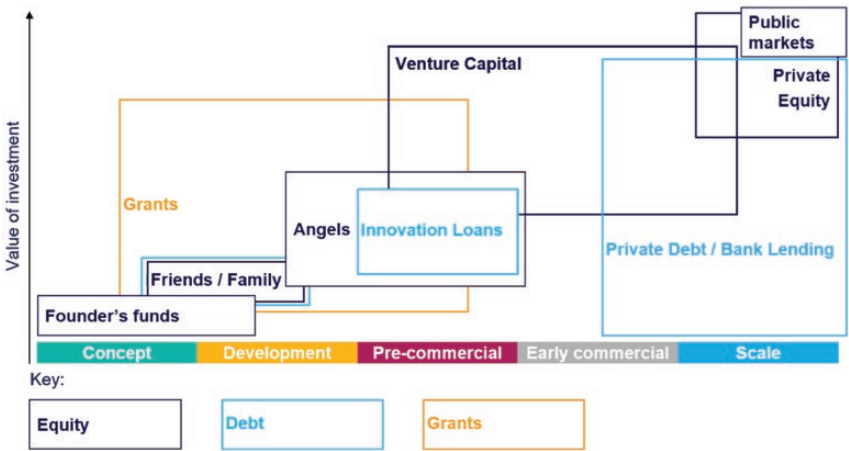 Public
markets
Venture Capital
Private
Equity
Value of investment
Grants
Angels
Innovation Loans
Private Debt / Bank Lending
Friends / Family
Founder's funds
Concept
Development
Pre-commercial
Early commercial
Scale
Key:
Equity
Debt
Grants